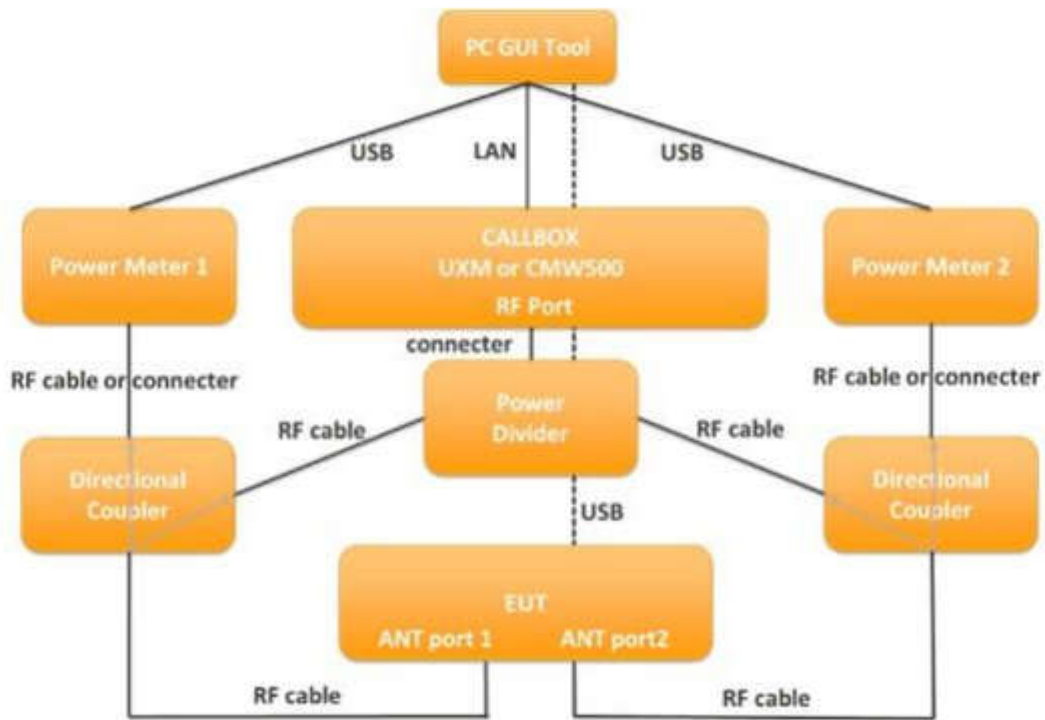 PC GUI Tool
USB
LAN
USB
Power Meter 1
CALLBOX
UXM or CMW500
RF Port
Power Meter 2
connecter
RF cable or connecter
RF cable or connecter
Power
Divider
RF cable
RF cable
Directional
Coupler
Directional
Coupler
USB
EUT
ANT port 1
ANT port2
RF cable
RF cable